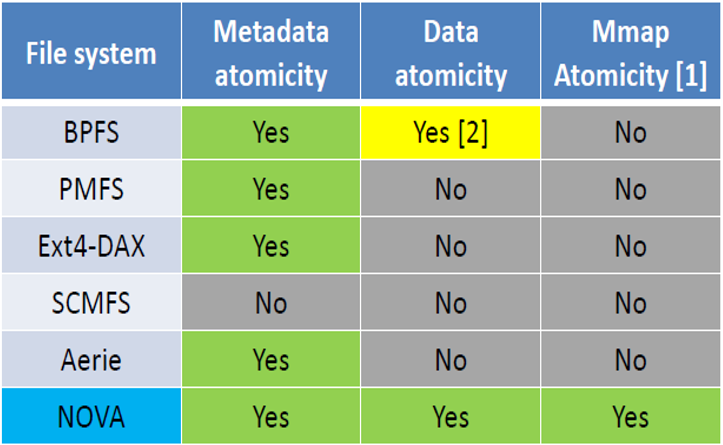 File system Metadata atomicity Data atomicity Mmap Atomicity [1]
BPFS Yes Yes [2] No
PMFS Yes No No
Ext4-DAX Yes No No
SCMFS No No No
Aerie Yes No No
NOVA Yes Yes Yes